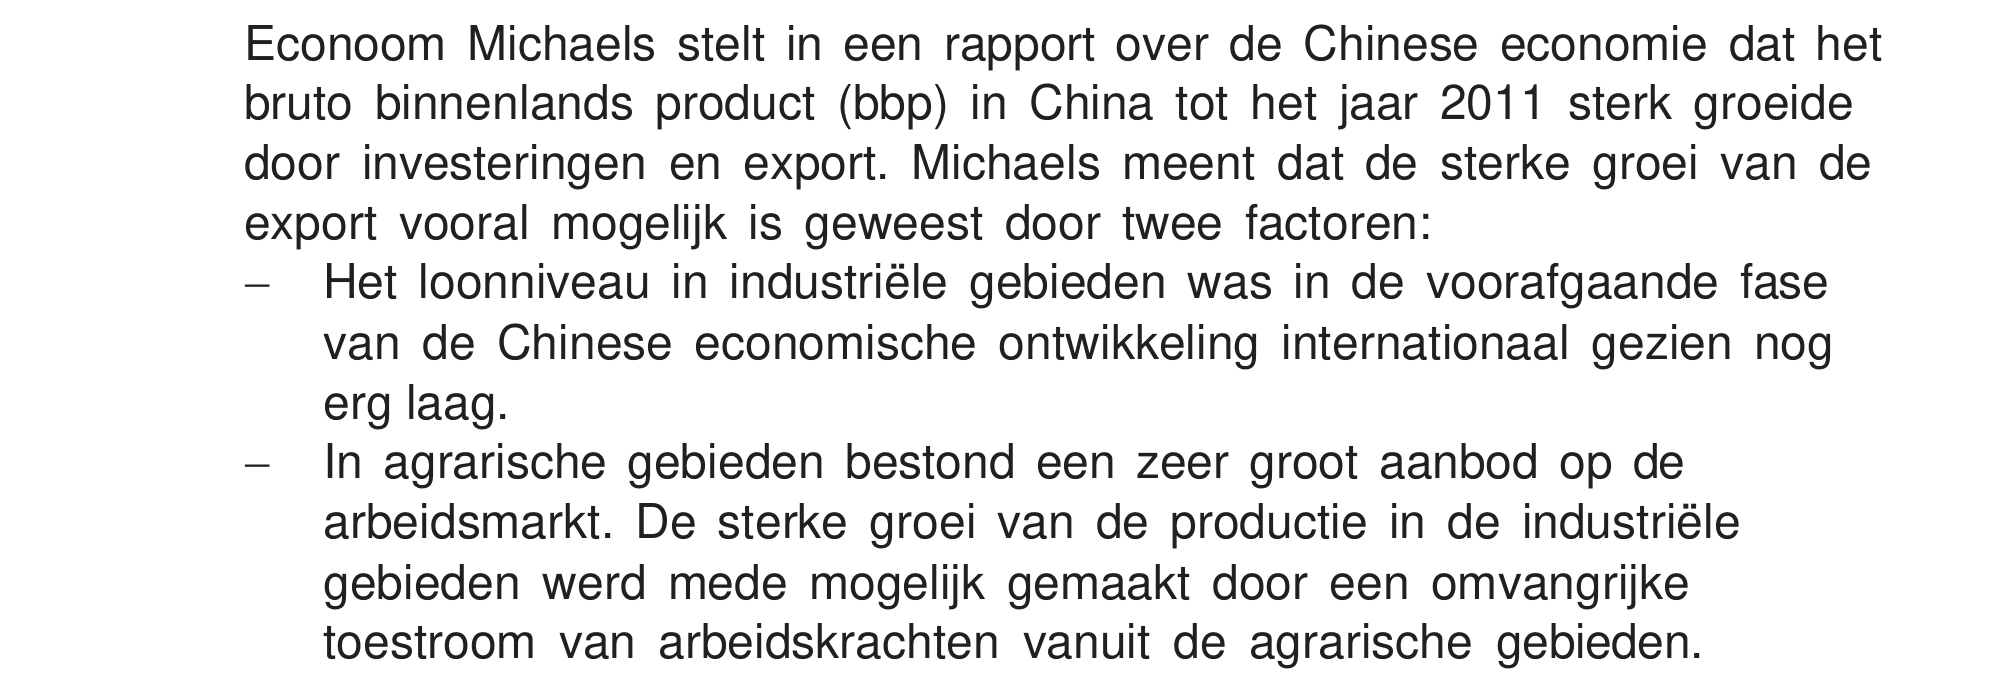 Econoom Michaels stelt in een rapport over de Chinese economie dat het
bruto binnenlands product (bbp) in China tot het jaar 2011 sterk groeide
door investeringen en export. Michaels meent dat de sterke groei van de
export vooral mogelijk is geweest door twee factoren:
– Het loonniveau in industriële gebieden was in de voorafgaande fase
van de Chinese economische ontwikkeling internationaal gezien nog
erg laag.
– In agrarische gebieden bestond een zeer groot aanbod op de
arbeidsmarkt. De sterke groei van de productie in de industriële
gebieden werd mede mogelijk gemaakt door een omvangrijke
toestroom van arbeidskrachten vanuit de agrarische gebieden.